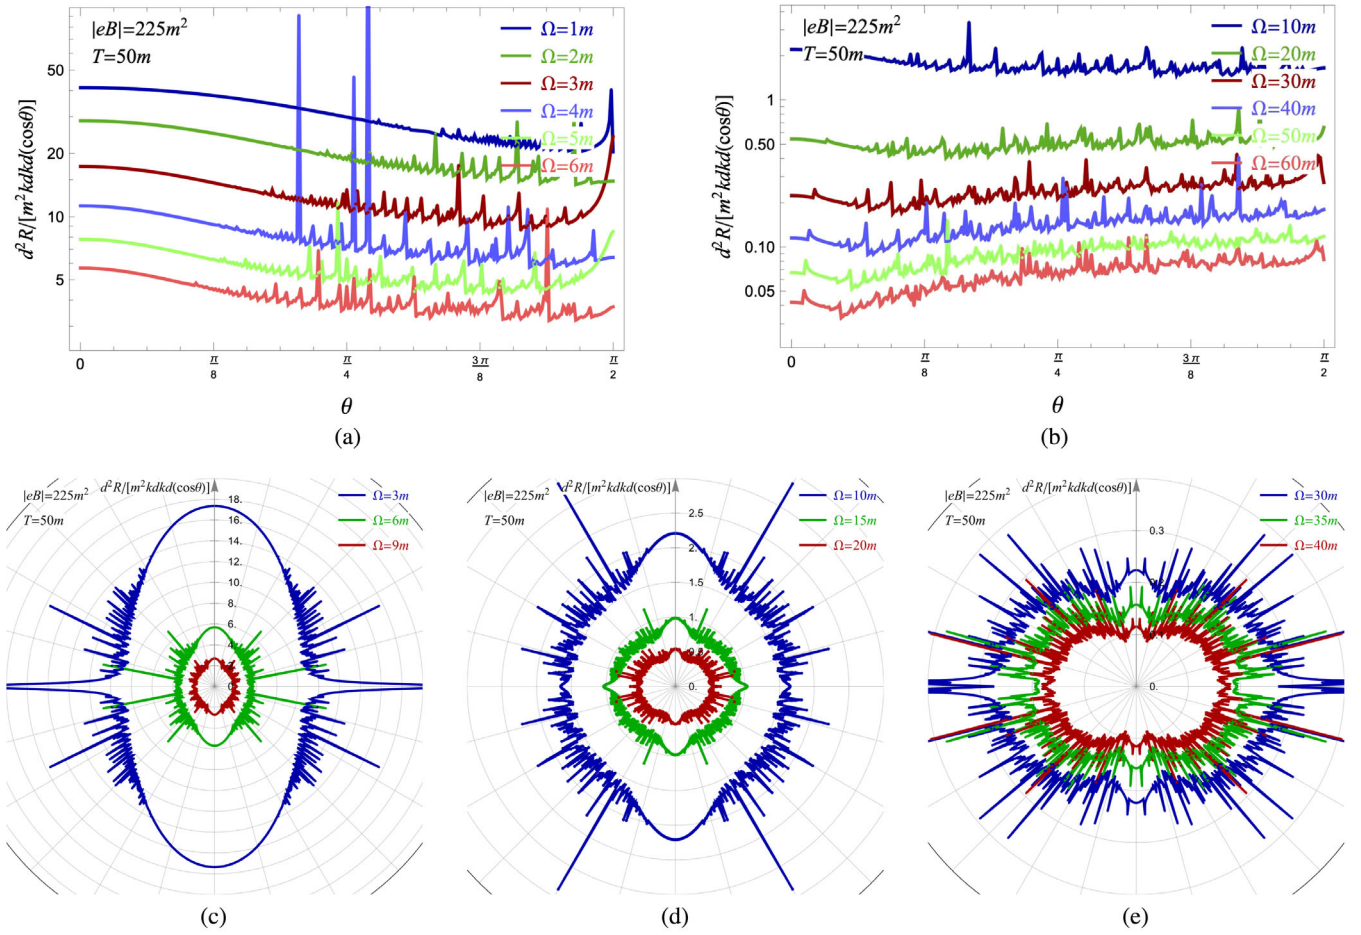 |eB|=225m²
T=50m
Ω=1m
Ω=2m
Ω=3m
Ω=4m
Ω=5m
Ω=6m
d²R/[m²kdkd(cosθ)]
50
20
10
5
0
π/8
π/4
3π/8
π/2
θ
(a)
|eB|=225m²
T=50m
Ω=10m
Ω=20m
Ω=30m
Ω=40m
Ω=50m
Ω=60m
d²R/[m²kdkd(cosθ)]
1
0.50
0.10
0.05
0
π/8
π/4
3π/8
π/2
θ
(b)
d²R/[m²kdkd(cosθ)]
|eB|=225m²
T=50m
Ω=3m
Ω=6m
Ω=9m
18.
16.
14.
12.
10.
8.
6.
4.
(c)
d²R/[m²kdkd(cosθ)]
|eB|=225m²
T=50m
Ω=10m
Ω=15m
Ω=20m
2.5
2.
1.5
1.
(d)
d²R/[m²kdkd(cosθ)]
|eB|=225m²
T=50m
Ω=30m
Ω=35m
Ω=40m
0.3
0.
(e)